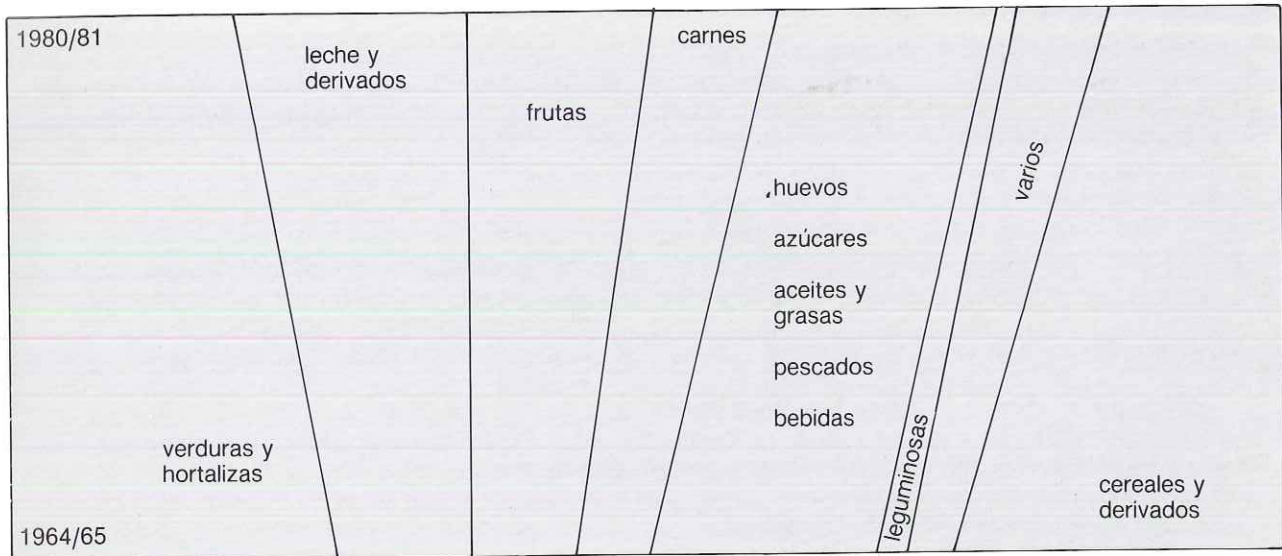 1980/81
leche y
derivados
frutas
carnes
huevos
azúcares
aceites y
grasas
pescados
bebidas
leguminosas
varios
verduras y
hortalizas
cereales y
derivados
1964/65